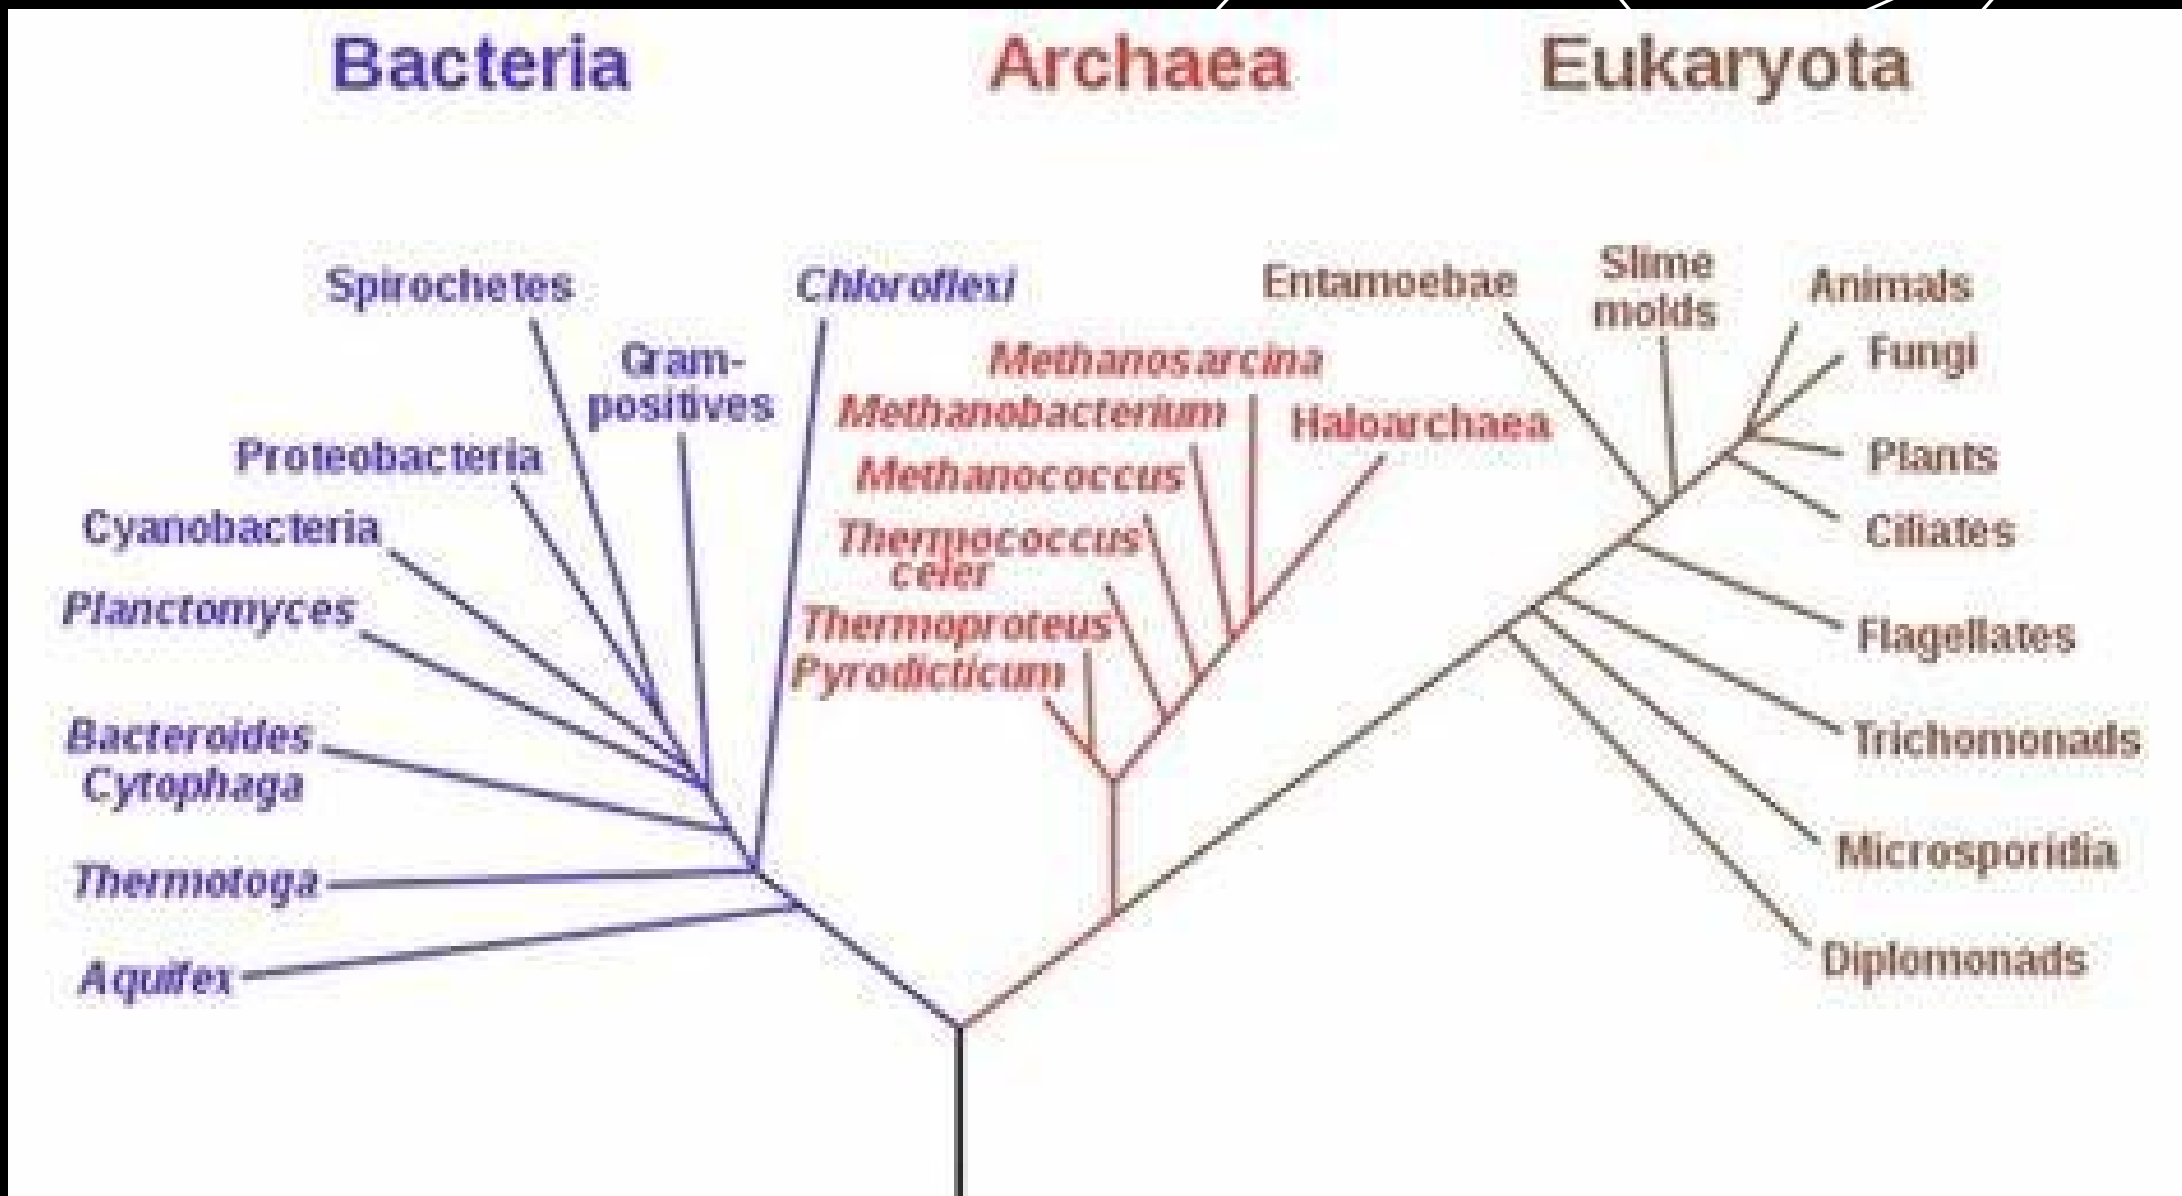 Bacteria
Archaea
Eukaryota
Spirochetes
Gram-
positives
Chloroflexi
Proteobacteria
Cyanobacteria
Planctomyces
Bacteroides
Cytophaga
Thermotoga
Aquifex
Methanosarcina
Methanobacterium
Haloarchaea
Methanococcus
Thermococcus
celer
Thermoproteus
Pyrodicticum
Entamoebae
Slime
molds
Animals
Fungi
Plants
Ciliates
Flagellates
Trichomonads
Microsporidia
Diplomonads